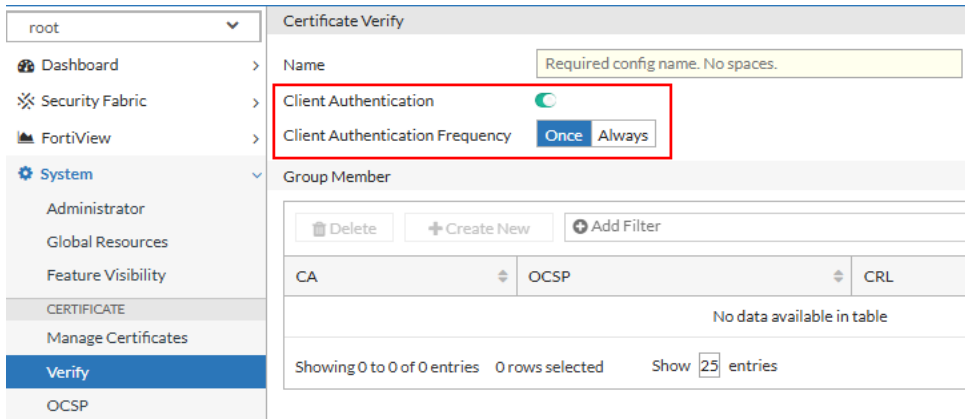 root
Dashboard
Security Fabric
FortiView
System
Administrator
Global Resources
Feature Visibility
CERTIFICATE
Manage Certificates
Verify
OCSP
Certificate Verify
Name Required config name. No spaces.
Client Authentication
Client Authentication Frequency Once Always
Group Member
Delete Create New Add Filter
CA OCSP CRL
No data available in table
Showing 0 to 0 of 0 entries 0 rows selected Show 25 entries